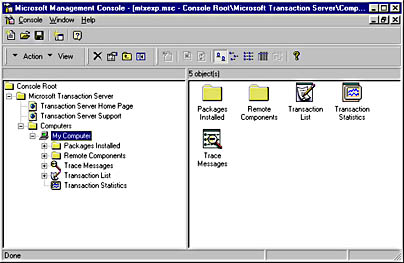 Microsoft Management Console - [mtxexp.msc - Console Root\Microsoft Transaction Server\Comp...
Console Window Help
Action View
5 object(s)
Console Root
Microsoft Transaction Server
Transaction Server Home Page
Transaction Server Support
Computers
My Computer
Packages Installed
Remote Components
Trace Messages
Transaction List
Transaction Statistics
Packages Installed
Remote Components
Transaction List
Transaction Statistics
Trace Messages
Done